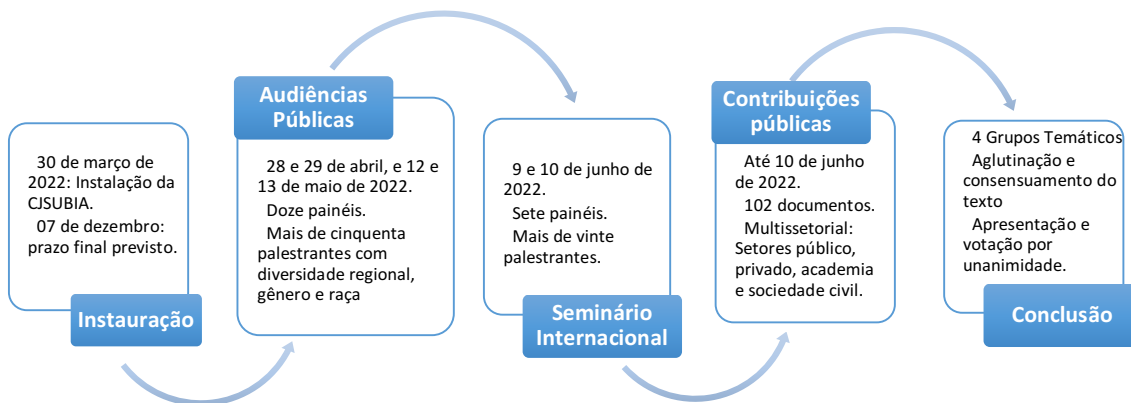 30 de março de
2022: Instalação da
CJSUBIA.
07 de dezembro:
prazo final previsto.
Instauração
Audiências
Públicas
28 e 29 de abril, e 12 e
13 de maio de 2022.
Doze painéis.
Mais de cinquenta
palestrantes com
diversidade regional,
gênero e raça
9 e 10 de junho de
2022.
Sete painéis.
Mais de vinte
palestrantes.
Seminário
Internacional
Contribuições
públicas
Até 10 de junho
de 2022.
102 documentos.
Multissetorial:
Setores público,
privado, academia
e sociedade civil.
4 Grupos Temáticos
Aglutinação e
consensuamento do
texto
Apresentação e
votação por
unanimidade.
Conclusão